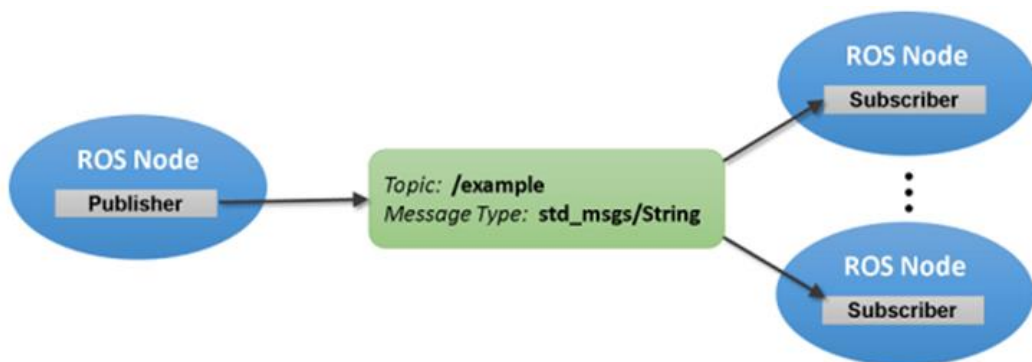 ROS Node
Publisher
Topic: /example
Message Type: std_msgs/String
ROS Node
Subscriber
ROS Node
Subscriber